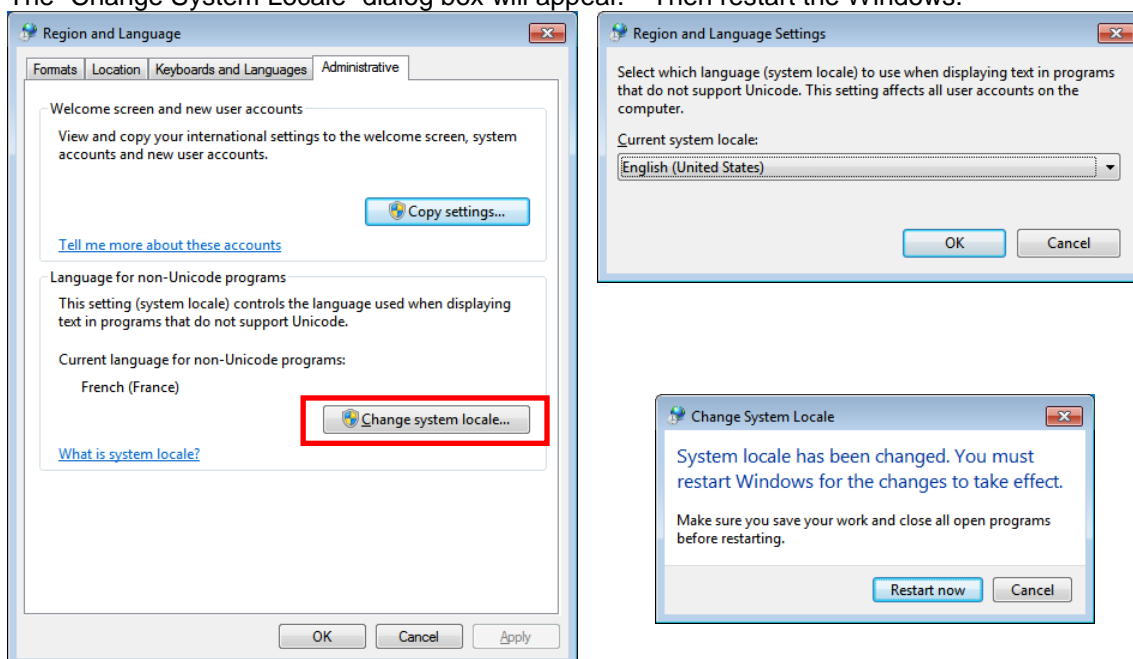 The "Change System Locale" dialog box will appear. Then restart the Windows.
Region and Language
Formats Location Keyboards and Languages Administrative
Welcome screen and new user accounts
View and copy your international settings to the welcome screen, system
accounts and new user accounts.
Copy settings...
Tell me more about these accounts
Language for non-Unicode programs
This setting (system locale) controls the language used when displaying
text in programs that do not support Unicode.
Current language for non-Unicode programs:
French (France)
Change system locale...
What is system locale?
OK Cancel Apply
Region and Language Settings
Select which language (system locale) to use when displaying text in programs
that do not support Unicode. This setting affects all user accounts on the
computer.
Current system locale:
English (United States)
OK Cancel
Change System Locale
System locale has been changed. You must
restart Windows for the changes to take effect.
Make sure you save your work and close all open programs
before restarting.
Restart now Cancel